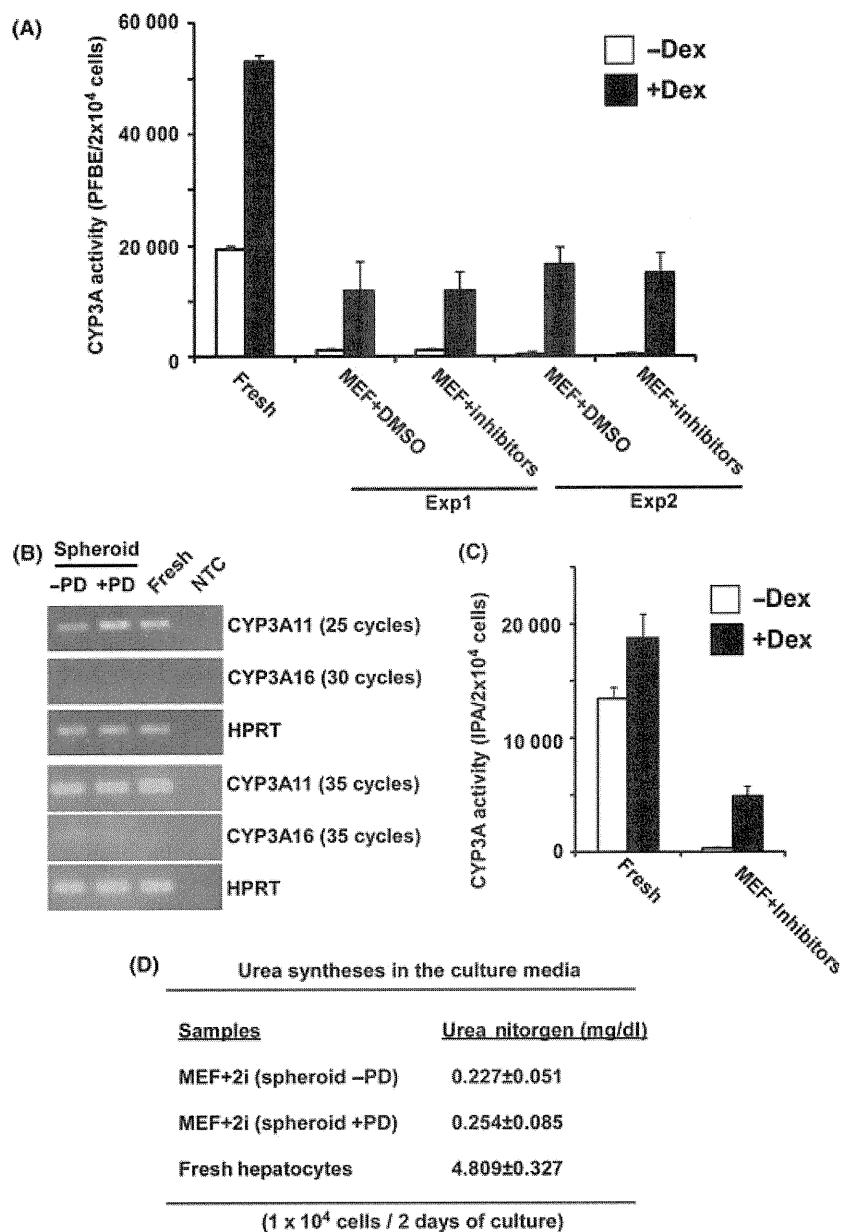 (A)
60 000
40 000
20 000
0
CYP3A activity (PFBE/2x10⁴ cells)
–Dex
+Dex
Fresh
MEF+DMSO
MEF+inhibitors
MEF+DMSO
MEF+inhibitors
Exp1
Exp2
(B)
Spheroid
–PD +PD Fresh NTC
CYP3A11 (25 cycles)
CYP3A16 (30 cycles)
HPRT
CYP3A11 (35 cycles)
CYP3A16 (35 cycles)
HPRT
(C)
20 000
10 000
0
CYP3A activity (IPA/2x10⁴ cells)
–Dex
+Dex
Fresh
MEF+Inhibitors
(D)
Urea syntheses in the culture media
Samples Urea nitorgen (mg/dl)
MEF+2i (spheroid –PD) 0.227±0.051
MEF+2i (spheroid +PD) 0.254±0.085
Fresh hepatocytes 4.809±0.327
(1 x 10⁴ cells / 2 days of culture)